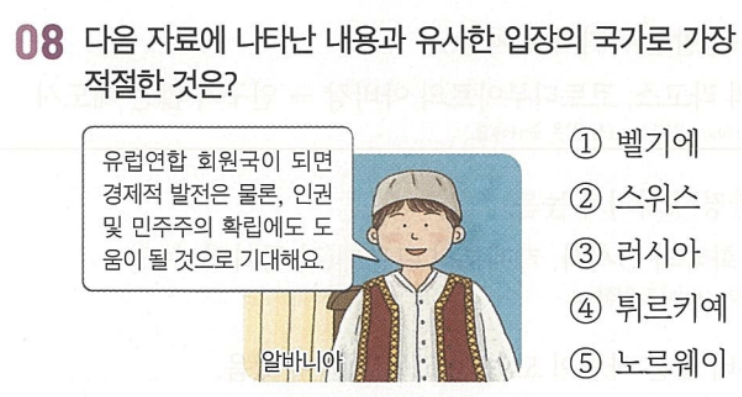 08 다음 자료에 나타난 내용과 유사한 입장의 국가로 가장
적절한 것은?
유럽연합 회원국이 되면
경제적 발전은 물론, 인권
및 민주주의 확립에도 도
움이 될 것으로 기대해요.
알바니아
① 벨기에
② 스위스
③ 러시아
④ 튀르키예
⑤ 노르웨이